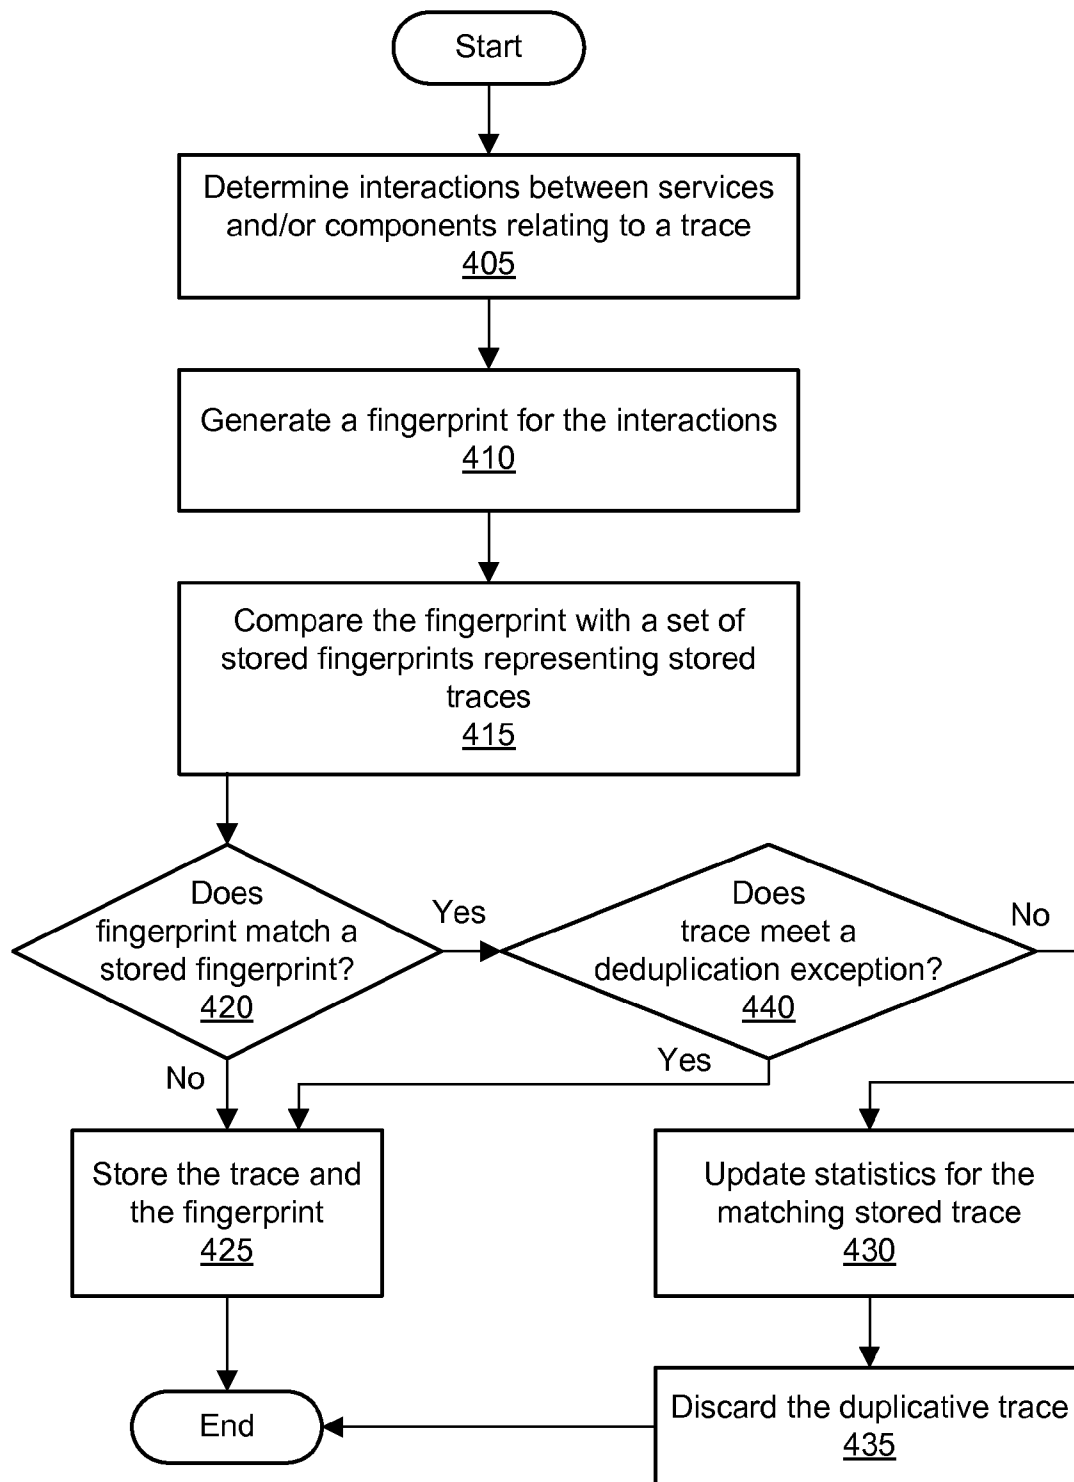 Start
Determine interactions between services
and/or components relating to a trace
405
Generate a fingerprint for the interactions
410
Compare the fingerprint with a set of
stored fingerprints representing stored
traces
415
Does
fingerprint match a
stored fingerprint?
420
Yes
Does
trace meet a
deduplication exception?
440
No
No
Yes
Store the trace and
the fingerprint
425
Update statistics for the
matching stored trace
430
End
Discard the duplicative trace
435